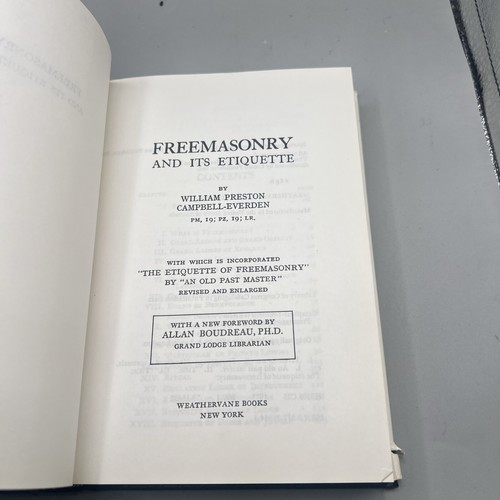 FREEMASONRY
AND ITS ETIQUETTE
BY
WILLIAM PRESTON
CAMPBELL-EVERDEN
PM, 19; PZ, 19; LR,
WITH WHICH IS INCORPORATED
"THE ETIQUETTE OF FREEMASONRY"
BY "AN OLD PAST MASTER"
REVISED AND ENLARGED
WITH A NEW FOREWORD BY
ALLAN BOUDREAU, PH.D.
GRAND LODGE LIBRARIAN
WEATHERVANE BOOKS
NEW YORK